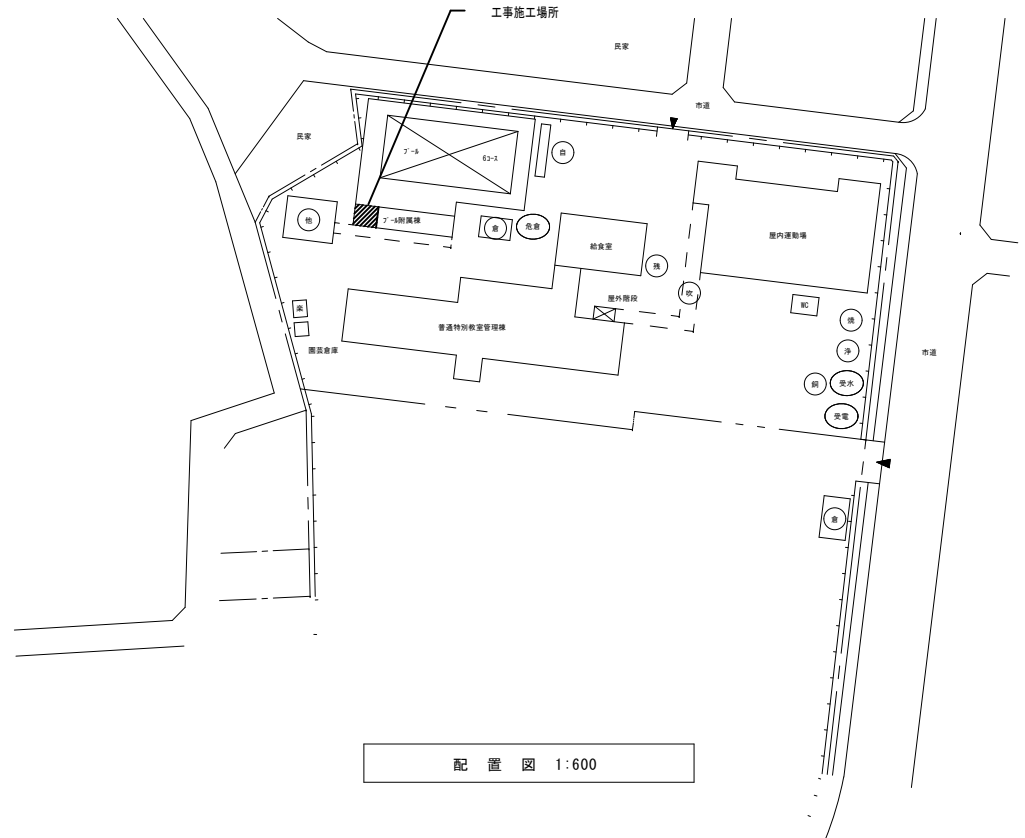 工事施工場所
民家
市道
民家
プール
6コース
自
他
プール附属棟
倉
危倉
給食室
屋内運動場
残
吹
屋外階段
WC
楽
普通特別教室管理棟
焼
園芸倉庫
浄
市道
飼
受水
受電
倉
配置図 1:600